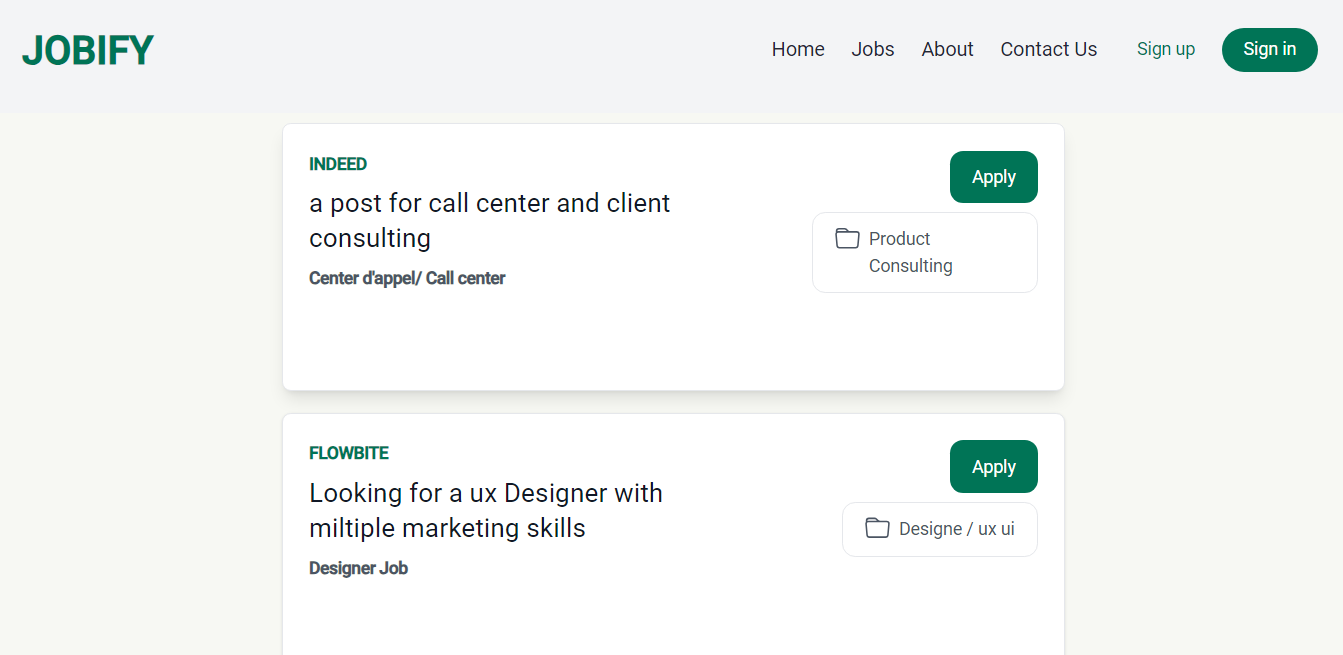 JOBIFY
Home Jobs About Contact Us Sign up Sign in
INDEED
Apply
a post for call center and client
consulting
Product
Consulting
Center d'appel/ Call center
FLOWBITE
Apply
Looking for a ux Designer with
miltiple marketing skills
Designe / ux ui
Designer Job